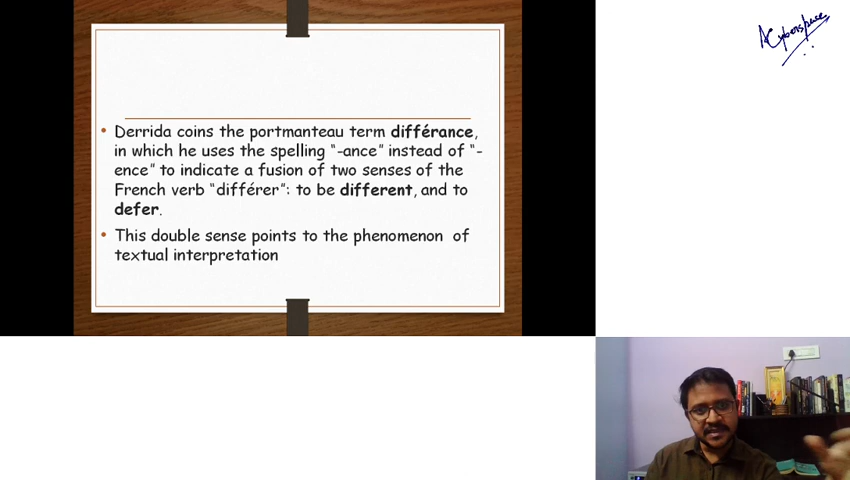 Cyberspace
• Derrida coins the portmanteau term différance,
in which he uses the spelling “-ance” instead of “-
ence” to indicate a fusion of two senses of the
French verb “différer”: to be different, and to
defer.
• This double sense points to the phenomenon of
textual interpretation